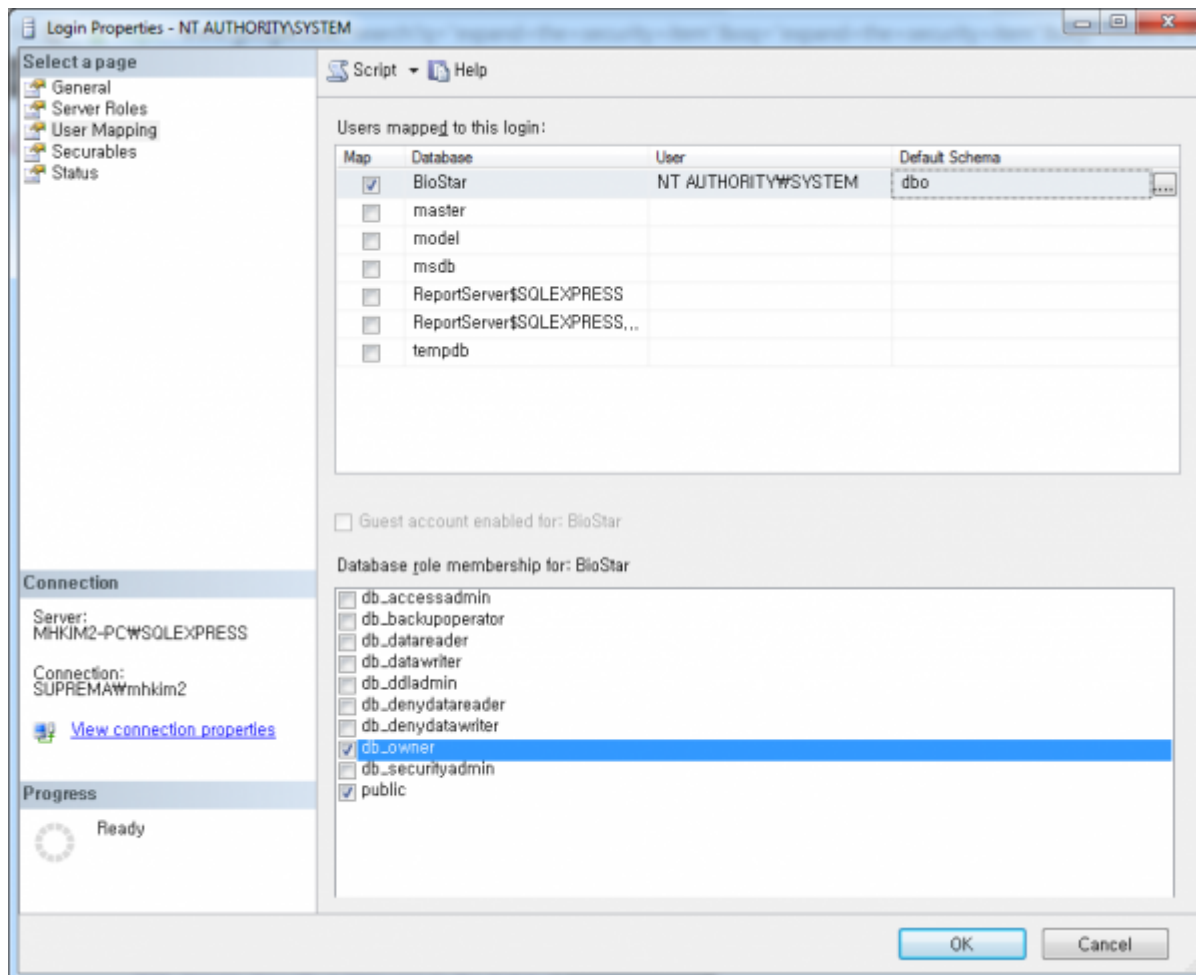 Login Properties - NT AUTHORITY\SYSTEM
Select a page
General
Server Roles
User Mapping
Securables
Status
Script
Help
Users mapped to this login:
Map Database User Default Schema
BioStar NT AUTHORITY₩SYSTEM dbo ....
master
model
msdb
ReportServer$SQLEXPRESS
ReportServer$SQLEXPRESS,,,
tempdb
Guest account enabled for: BioStar
Database role membership for: BioStar
db_accessadmin
db_backupoperator
db_datareader
db_datawriter
db_ddladmin
db_denydatareader
db_denydatawriter
db_owner
db_securityadmin
public
Connection
Server:
MHKIM2-PC₩SQLEXPRESS
Connection:
SUPREMA₩mhkim2
View connection properties
Progress
Ready
OK
Cancel